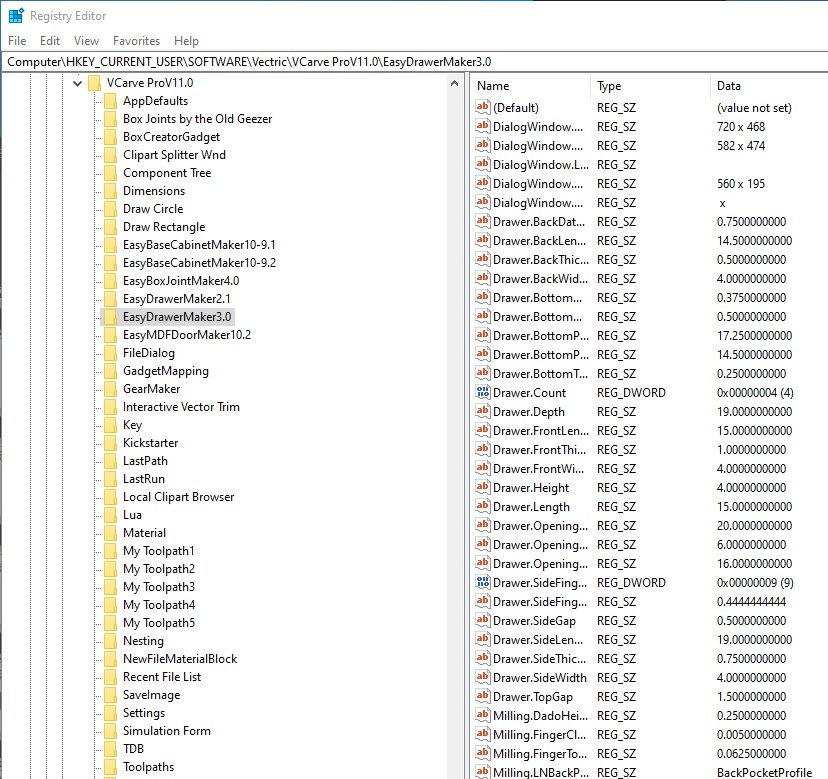 Registry Editor
File Edit View Favorites Help
Computer\HKEY_CURRENT_USER\SOFTWARE\Vectric\VCarve ProV11.0\EasyDrawerMaker3.0
VCarve ProV11.0
AppDefaults
Box Joints by the Old Geezer
BoxCreatorGadget
Clipart Splitter Wnd
Component Tree
Dimensions
Draw Circle
Draw Rectangle
EasyBaseCabinetMaker10-9.1
EasyBaseCabinetMaker10-9.2
EasyBoxJointMaker4.0
EasyDrawerMaker2.1
EasyDrawerMaker3.0
EasyMDFDoorMaker10.2
FileDialog
GadgetMapping
GearMaker
Interactive Vector Trim
Key
Kickstarter
LastPath
LastRun
Local Clipart Browser
Lua
Material
My Toolpath1
My Toolpath2
My Toolpath3
My Toolpath4
My Toolpath5
Nesting
NewFileMaterialBlock
Recent File List
SaveImage
Settings
Simulation Form
TDB
Toolpaths
Name Type Data
(Default) REG_SZ (value not set)
DialogWindow.... REG_SZ 720 x 468
DialogWindow.... REG_SZ 582 x 474
DialogWindow.L... REG_SZ
DialogWindow.... REG_SZ 560 x 195
DialogWindow.... REG_SZ x
Drawer.BackDat... REG_SZ 0.7500000000
Drawer.BackLen... REG_SZ 14.5000000000
Drawer.BackThic... REG_SZ 0.5000000000
Drawer.BackWid... REG_SZ 4.0000000000
Drawer.Bottom... REG_SZ 0.3750000000
Drawer.Bottom... REG_SZ 0.5000000000
Drawer.BottomP... REG_SZ 17.2500000000
Drawer.BottomP... REG_SZ 14.5000000000
Drawer.BottomT... REG_SZ 0.2500000000
Drawer.Count REG_DWORD 0x00000004 (4)
Drawer.Depth REG_SZ 19.0000000000
Drawer.FrontLen... REG_SZ 15.0000000000
Drawer.FrontThi... REG_SZ 1.0000000000
Drawer.FrontWi... REG_SZ 4.0000000000
Drawer.Height REG_SZ 4.0000000000
Drawer.Length REG_SZ 15.0000000000
Drawer.Opening... REG_SZ 20.0000000000
Drawer.Opening... REG_SZ 6.0000000000
Drawer.Opening... REG_SZ 16.0000000000
Drawer.SideFing... REG_DWORD 0x00000009 (9)
Drawer.SideFing... REG_SZ 0.4444444444
Drawer.SideGap REG_SZ 0.5000000000
Drawer.SideLen... REG_SZ 19.0000000000
Drawer.SideThic... REG_SZ 0.7500000000
Drawer.SideWidth REG_SZ 4.0000000000
Drawer.TopGap REG_SZ 1.5000000000
Milling.DadoHei... REG_SZ 0.2500000000
Milling.FingerCl... REG_SZ 0.0050000000
Milling.FingerTo... REG_SZ 0.0625000000
Milling.LNBackP... REG_SZ BackPocketProfile